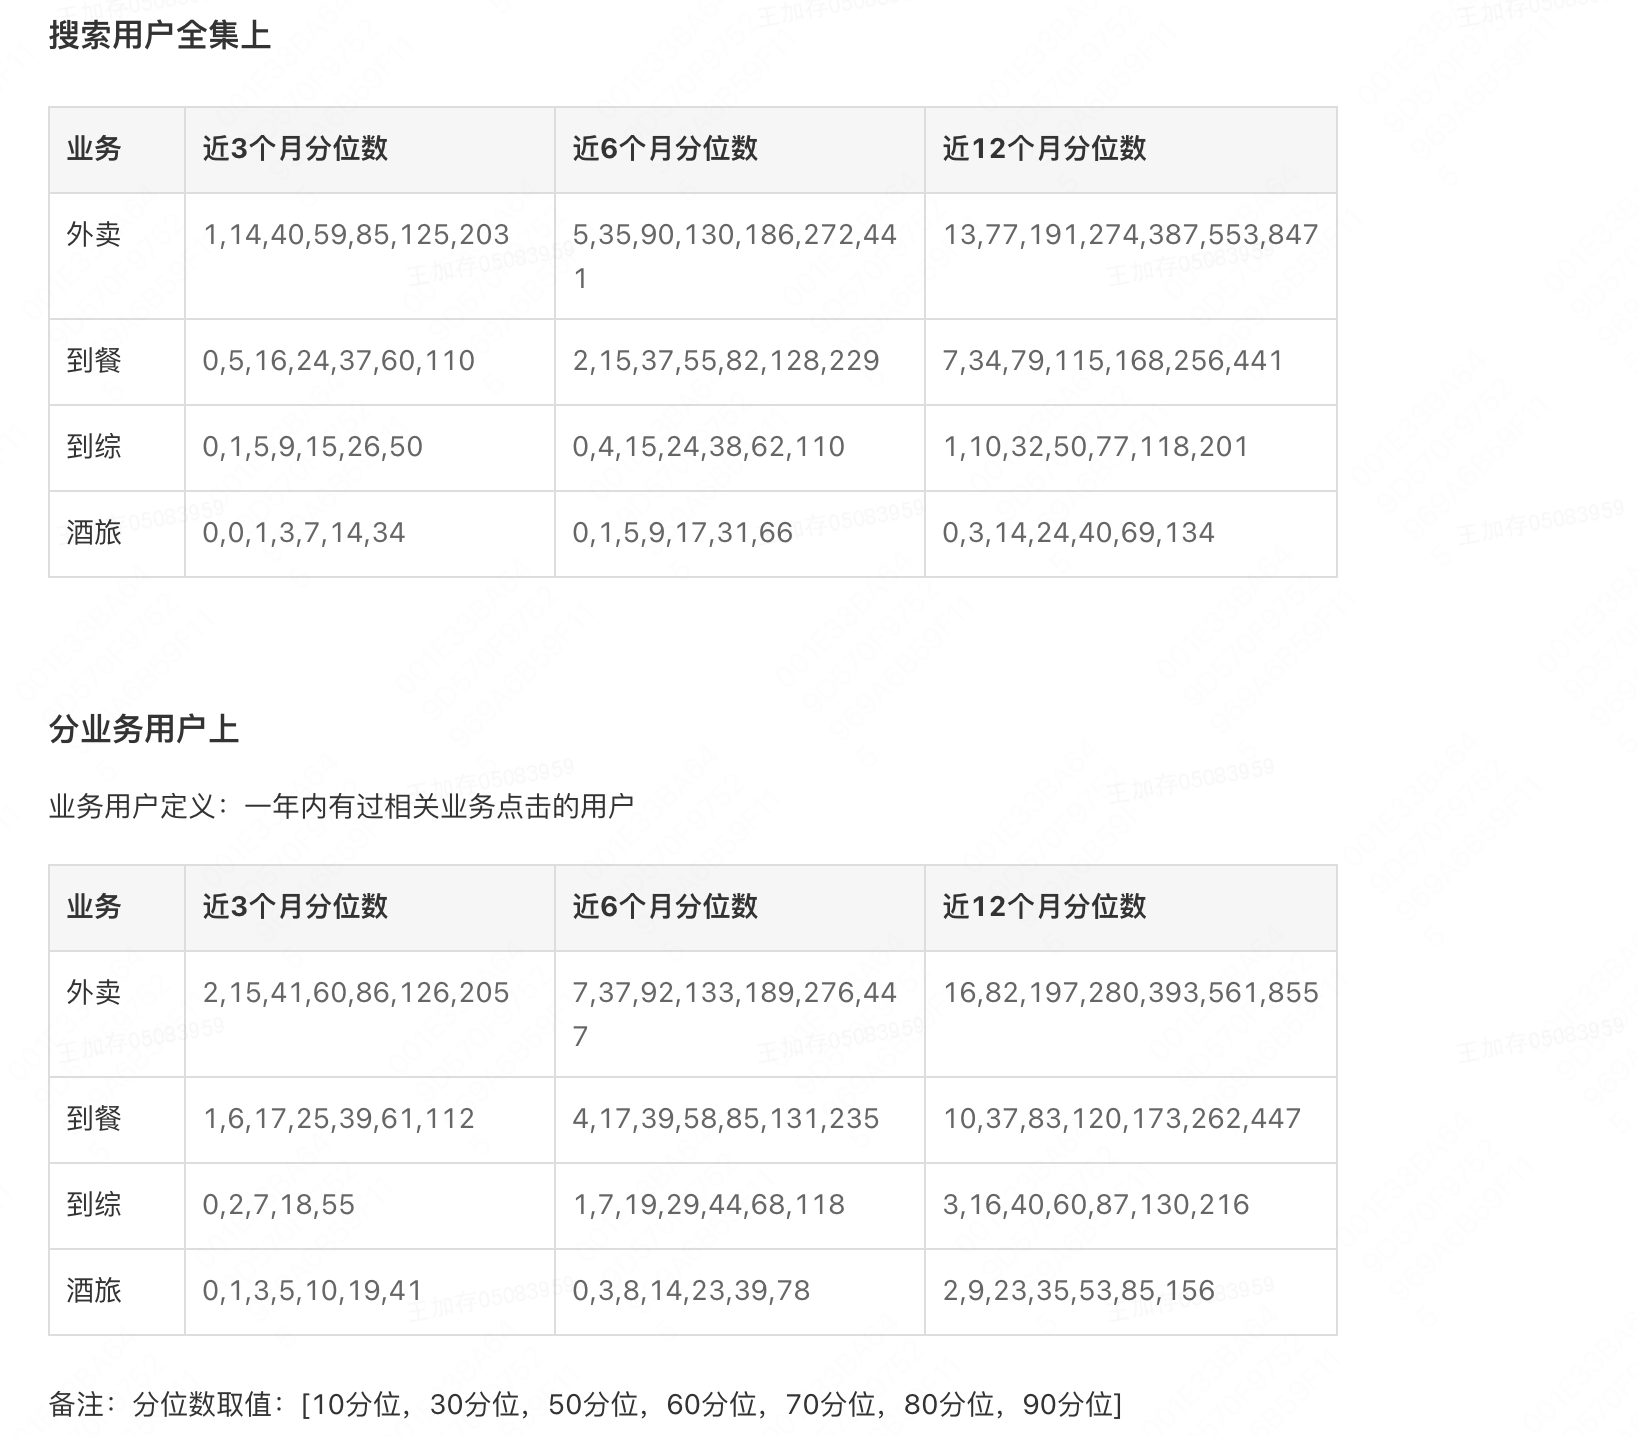 搜索用户全集上
业务 近3个月分位数 近6个月分位数 近12个月分位数
外卖 1,14,40,59,85,125,203 5,35,90,130,186,272,44 13,77,191,274,387,553,847
1
到餐 0,5,16,24,37,60,110 2,15,37,55,82,128,229 7,34,79,115,168,256,441
到综 0,1,5,9,15,26,50 0,4,15,24,38,62,110 1,10,32,50,77,118,201
酒旅 0,0,1,3,7,14,34 0,1,5,9,17,31,66 0,3,14,24,40,69,134
分业务用户上
业务用户定义：一年内有过相关业务点击的用户
业务 近3个月分位数 近6个月分位数 近12个月分位数
外卖 2,15,41,60,86,126,205 7,37,92,133,189,276,44 16,82,197,280,393,561,855
7
到餐 1,6,17,25,39,61,112 4,17,39,58,85,131,235 10,37,83,120,173,262,447
到综 0,2,7,18,55 1,7,19,29,44,68,118 3,16,40,60,87,130,216
酒旅 0,1,3,5,10,19,41 0,3,8,14,23,39,78 2,9,23,35,53,85,156
备注：分位数取值：[10分位，30分位，50分位，60分位，70分位，80分位，90分位]
王加存05083959